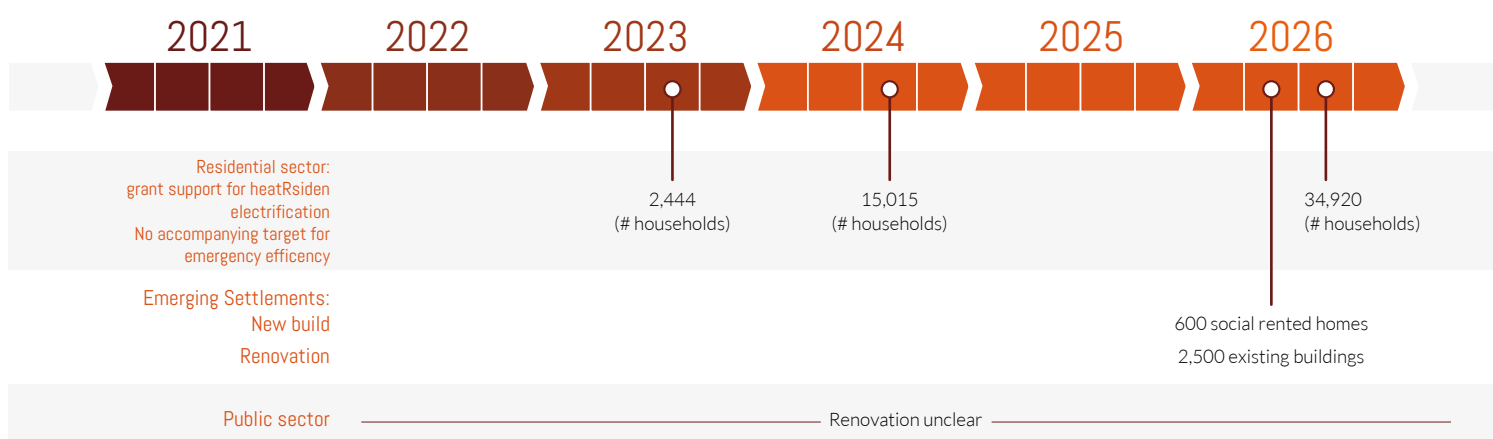 2021 2022 2023 2024 2025 2026
Residential sector:
grant support for heatRsiden
electrification
No accompanying target for
emergency efficency
2,444
(# households)
15,015
(# households)
34,920
(# households)
Emerging Settlements:
New build
600 social rented homes
Renovation
2,500 existing buildings
Public sector
Renovation unclear